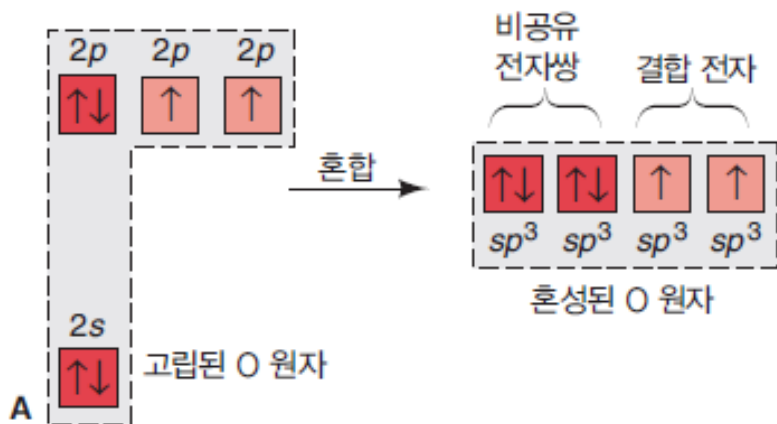 2p 2p 2p
↑↓ ↑ ↑
2s
↑↓
고립된 O 원자
A
혼합
비공유
전자쌍
결합 전자
↑↓ ↑↓ ↑ ↑
sp³ sp³ sp³ sp³
혼성된 O 원자